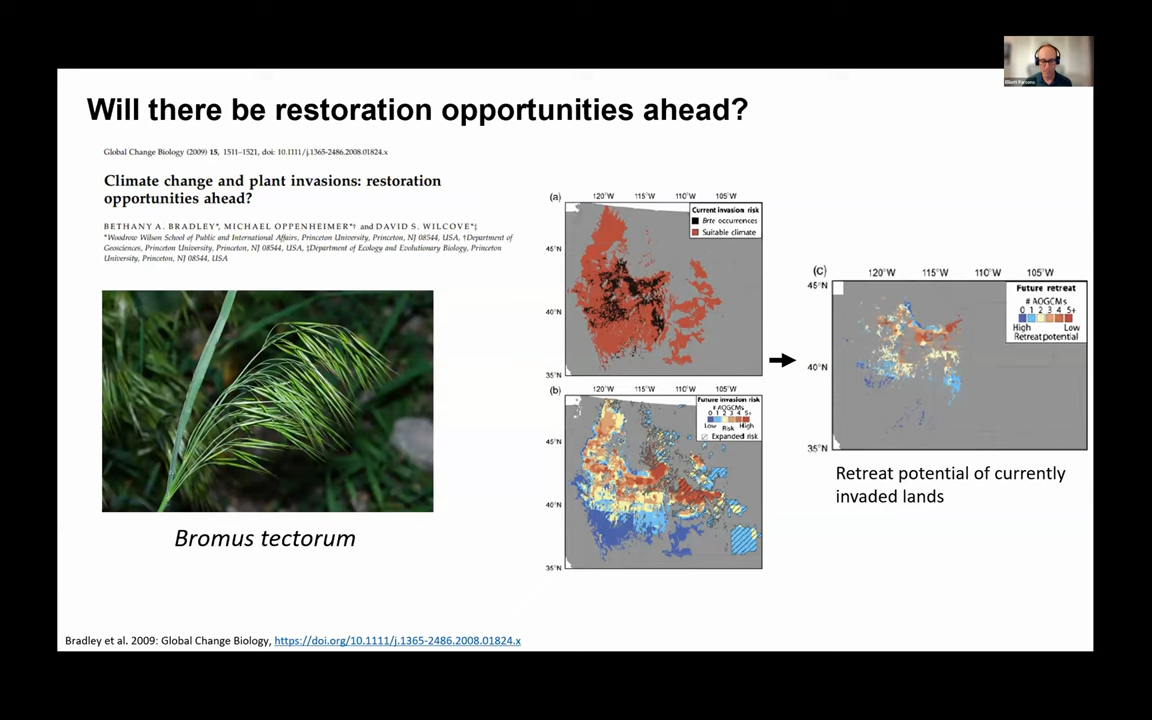 Elliott Parsons
Will there be restoration opportunities ahead?
Global Change Biology (2009) 15, 1511–1521, doi: 10.1111/j.1365-2486.2008.01824.x
Climate change and plant invasions: restoration
opportunities ahead?
BETHANY A. BRADLEY*, MICHAEL OPPENHEIMER*† and DAVID S. WILCOVE*‡
*Woodrow Wilson School of Public and International Affairs, Princeton University, Princeton, NJ 08544, USA, †Department of
Geosciences, Princeton University, Princeton, NJ 08544, USA, ‡Department of Ecology and Evolutionary Biology, Princeton
University, Princeton, NJ 08544, USA
Bromus tectorum
(a)
120°W 115°W 110°W 105°W
Current invasion risk
Brte occurrences
Suitable climate
45°N
40°N
35°N
(b)
120°W 115°W 110°W 105°W
Future invasion risk
# AOGCMs
0 1 2 3 4 5+
Low Risk High
Expanded risk
45°N
40°N
35°N
(c)
120°W 115°W 110°W 105°W
45°N
Future retreat
# AOGCMs
0 1 2 3 4 5+
High Low
Retreat potential
40°N
35°N
Retreat potential of currently
invaded lands
Bradley et al. 2009: Global Change Biology, https://doi.org/10.1111/j.1365-2486.2008.01824.x